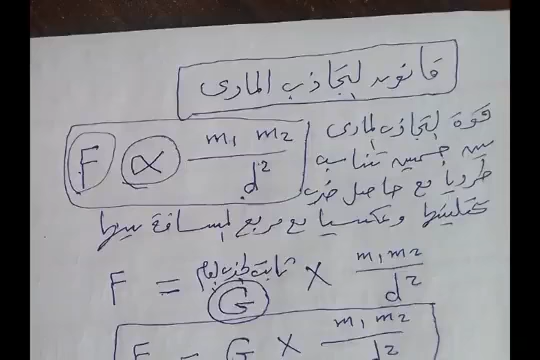 قانون التجاذب المادى
قوة التجاذب المادى
بين جسمين تتناسب
طرديا مع حاصل ضرب
كتلتيهما وعكسيا مع مربع المسافة بينهما
F ∝ m₁ m₂ / d²
F = ثابت الجذب العام G × m₁ m₂ / d²
F = G × m₁ m₂ / d²